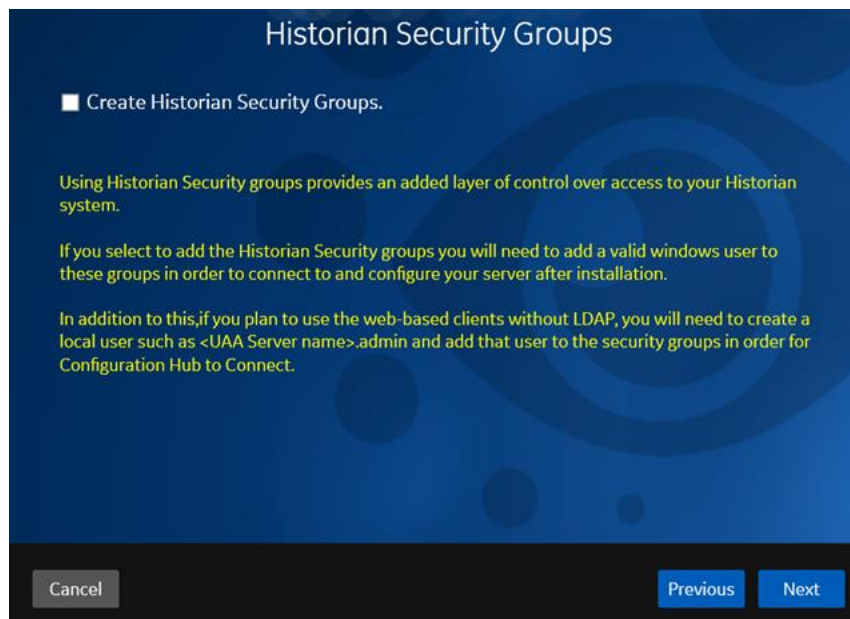 Historian Security Groups
Create Historian Security Groups.
Using Historian Security groups provides an added layer of control over access to your Historian
system.
If you select to add the Historian Security groups you will need to add a valid windows user to
these groups in order to connect to and configure your server after installation.
In addition to this,if you plan to use the web-based clients without LDAP, you will need to create a
local user such as <UAA Server name>.admin and add that user to the security groups in order for
Configuration Hub to Connect.
Cancel
Previous
Next